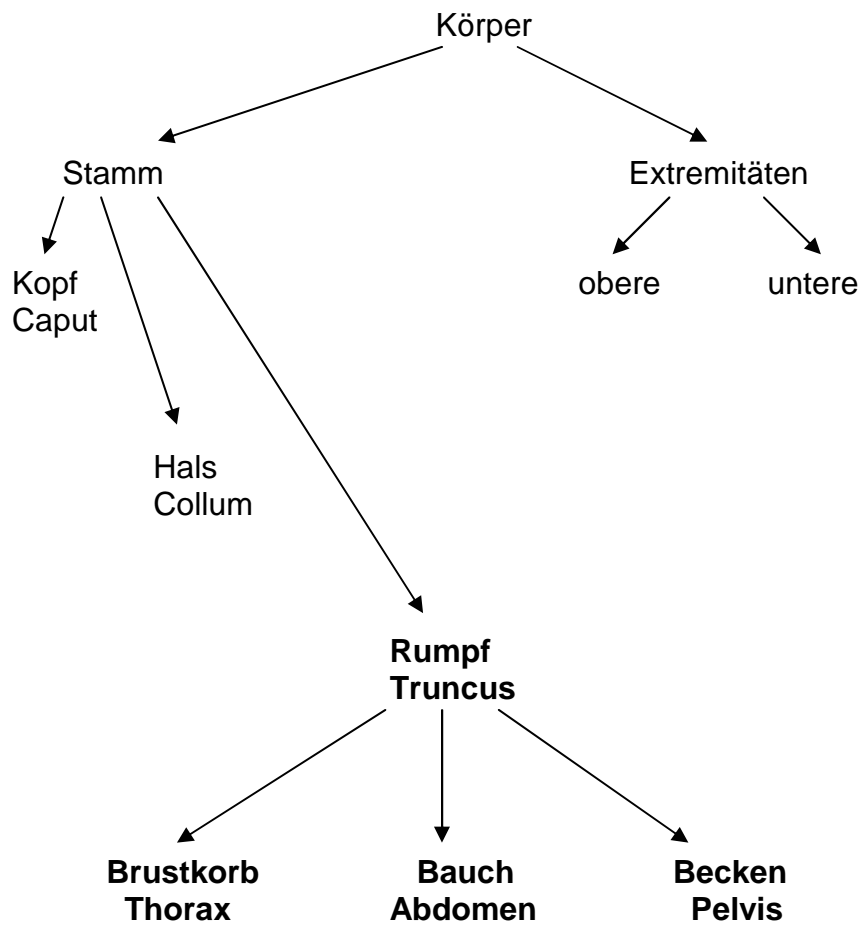 Körper
Stamm
Extremitäten
Kopf
Caput
obere
untere
Hals
Collum
Rumpf
Truncus
Brustkorb
Thorax
Bauch
Abdomen
Becken
Pelvis